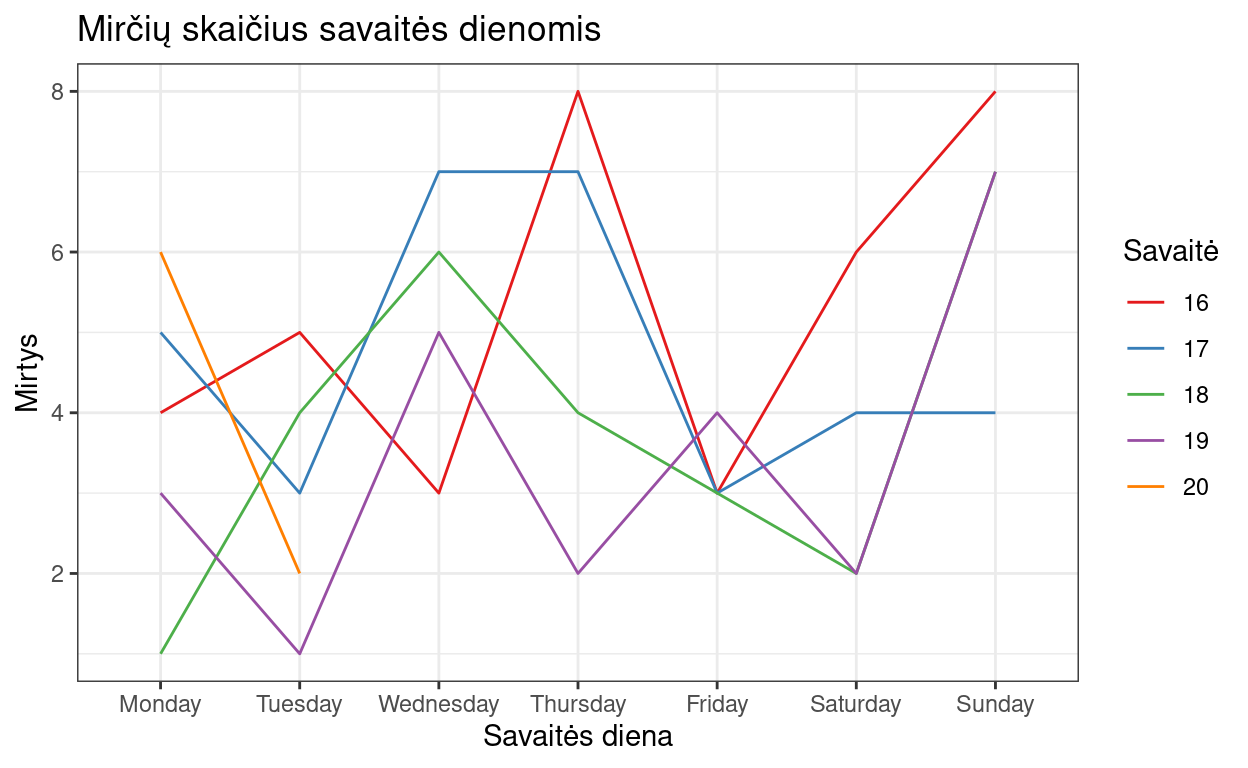 Mirčių skaičius savaitės dienomis
8
6
4
2
Mirtys
Monday Tuesday Wednesday Thursday Friday Saturday Sunday
Savaitės diena
Savaitė
16
17
18
19
20